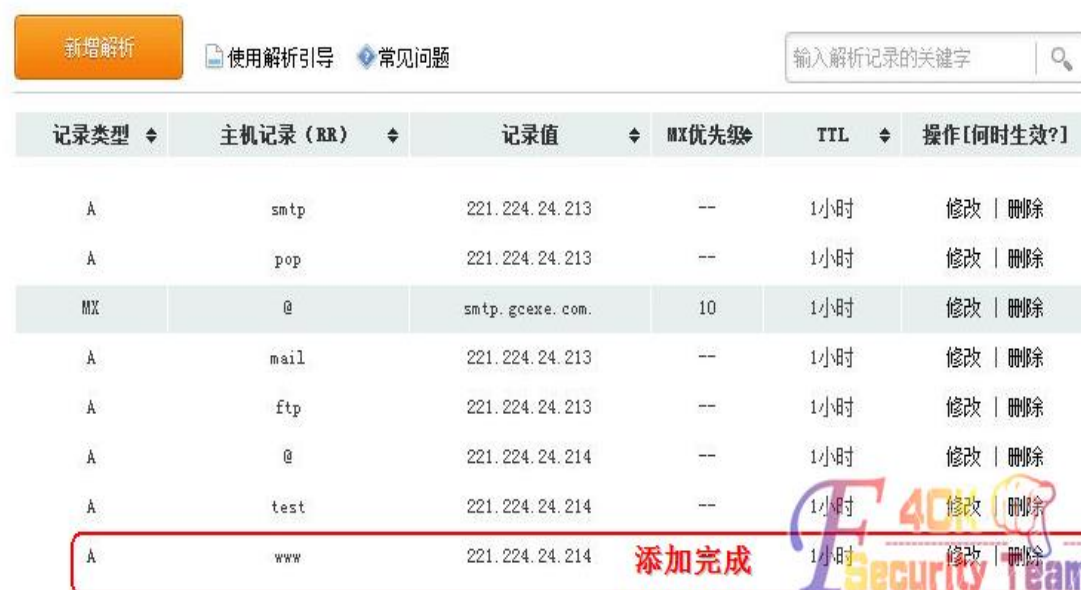 新增解析 使用解析引导 常见问题 输入解析记录的关键字
记录类型 主机记录（RR） 记录值 MX优先级 TTL 操作[何时生效?]
A smtp 221.224.24.213 -- 1小时 修改 | 删除
A pop 221.224.24.213 -- 1小时 修改 | 删除
MX @ smtp.gcexe.com. 10 1小时 修改 | 删除
A mail 221.224.24.213 -- 1小时 修改 | 删除
A ftp 221.224.24.213 -- 1小时 修改 | 删除
A @ 221.224.24.214 -- 1小时 修改 | 删除
A test 221.224.24.214 -- 1小时 修改 | 删除
A www 221.224.24.214 添加完成 1小时 修改 | 删除
F4CK
Security Team